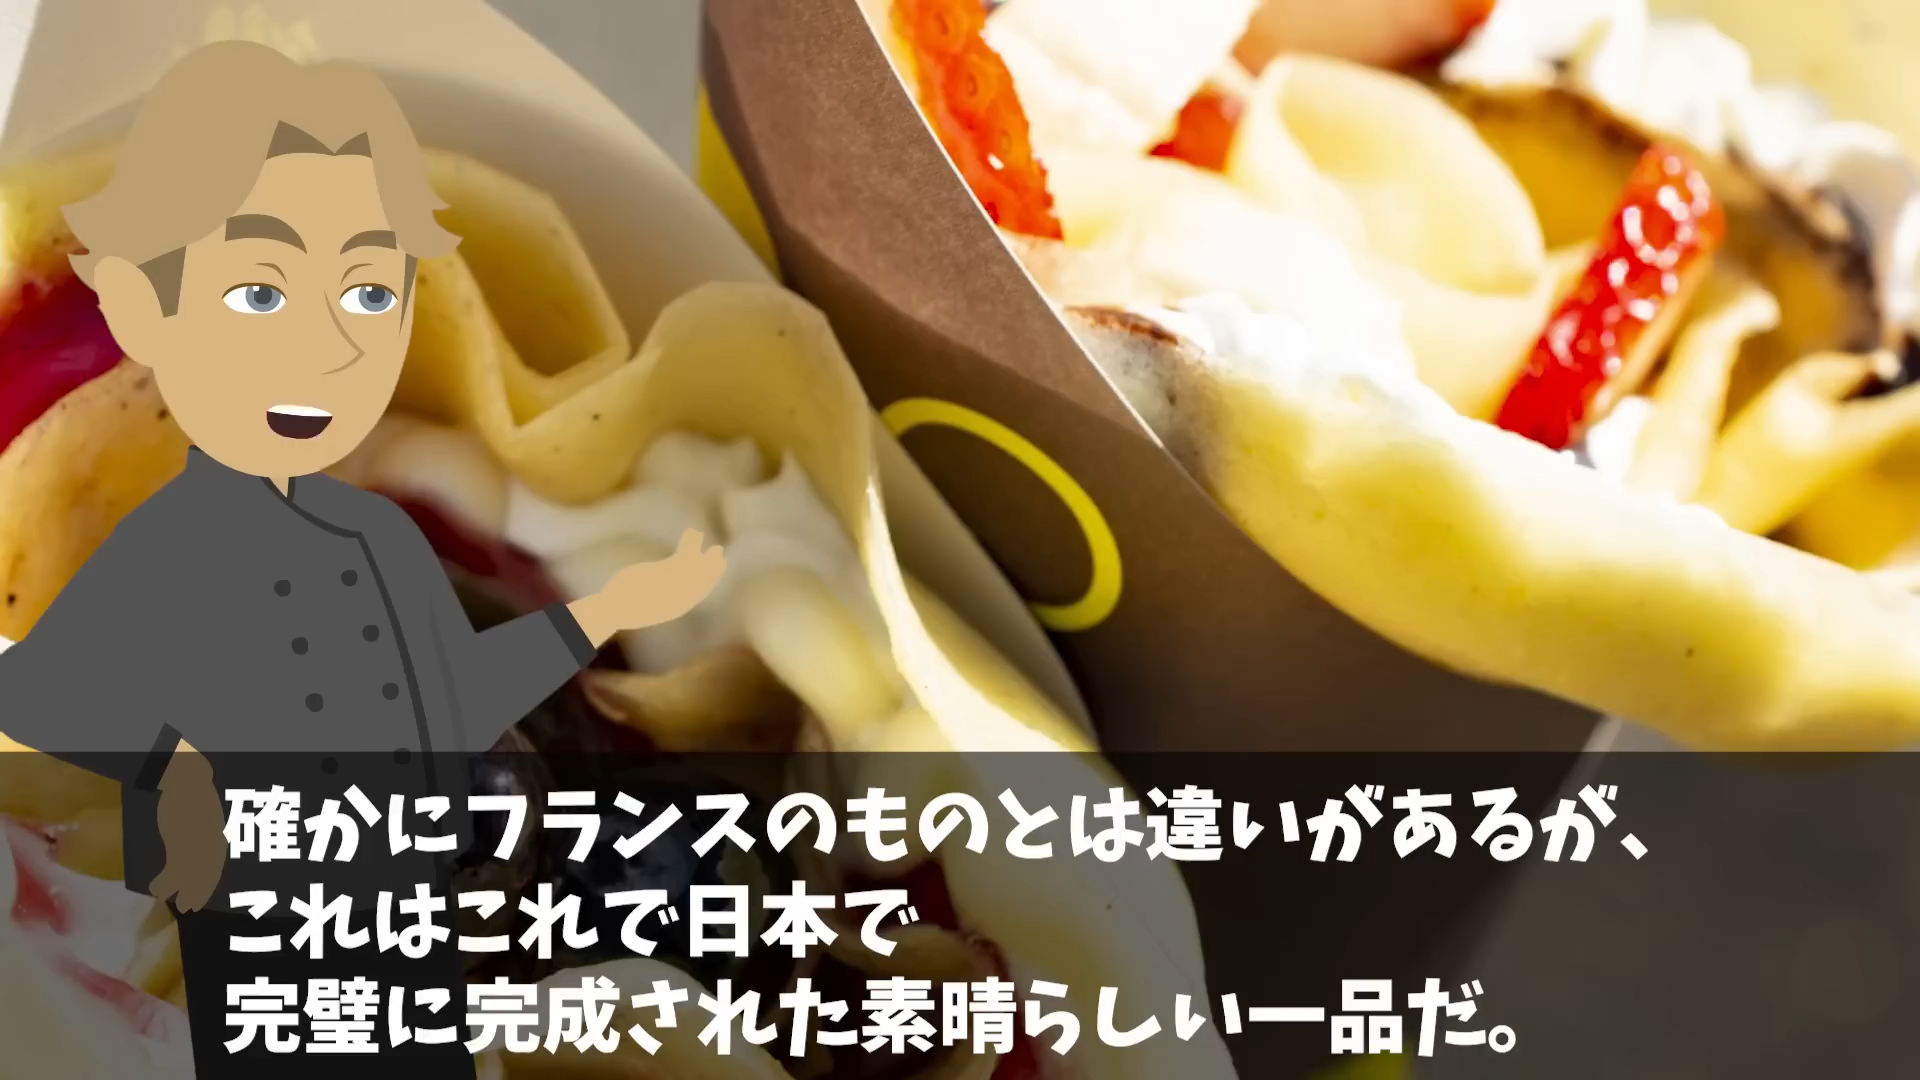 確かにフランスのものとは違いがあるが、
これはこれで日本で
完璧に完成された素晴らしい一品だ。